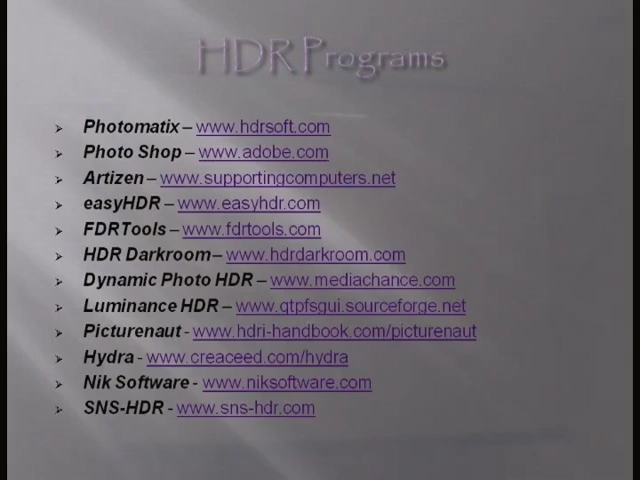 HDR Programs
➢ Photomatix – www.hdrsoft.com
➢ Photo Shop – www.adobe.com
➢ Artizen – www.supportingcomputers.net
➢ easyHDR – www.easyhdr.com
➢ FDRTools – www.fdrtools.com
➢ HDR Darkroom– www.hdrdarkroom.com
➢ Dynamic Photo HDR – www.mediachance.com
➢ Luminance HDR – www.qtpfsgui.sourceforge.net
➢ Picturenaut - www.hdri-handbook.com/picturenaut
➢ Hydra - www.creaceed.com/hydra
➢ Nik Software - www.niksoftware.com
➢ SNS-HDR - www.sns-hdr.com